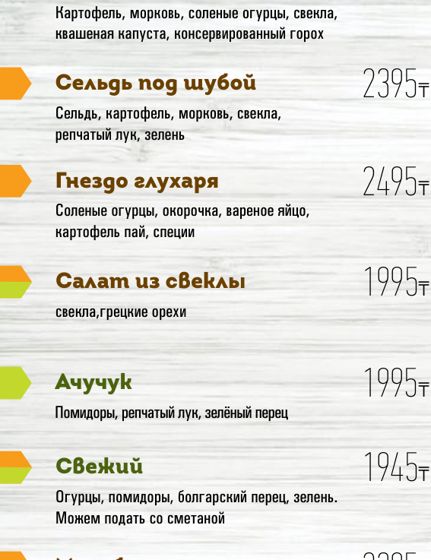 Картофель, морковь, соленые огурцы, свекла,
квашеная капуста, консервированный горох
Сельдь под шубой 2395₸
Сельдь, картофель, морковь, свекла,
репчатый лук, зелень
Гнездо глухаря 2495₸
Соленые огурцы, окорочка, вареное яйцо,
картофель пай, специи
Салат из свеклы 1995₸
свекла,грецкие орехи
Ачучук 1995₸
Помидоры, репчатый лук, зелёный перец
Свежий 1945₸
Огурцы, помидоры, болгарский перец, зелень.
Можем подать со сметаной